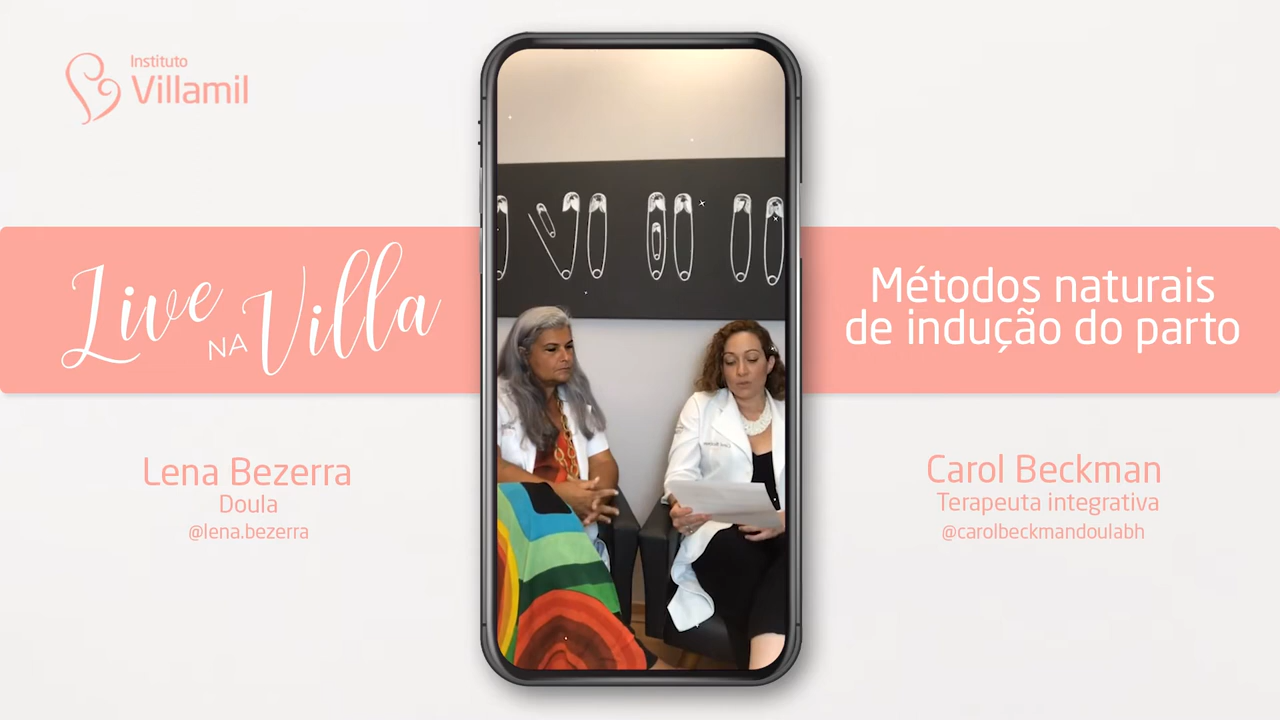 Instituto
Villamil
Live
NA Villa
Métodos naturais
de indução do parto
Lena Bezerra
Doula
@lena.bezerra
Carol Beckman
Terapeuta integrativa
@carolbeckmandoulabh